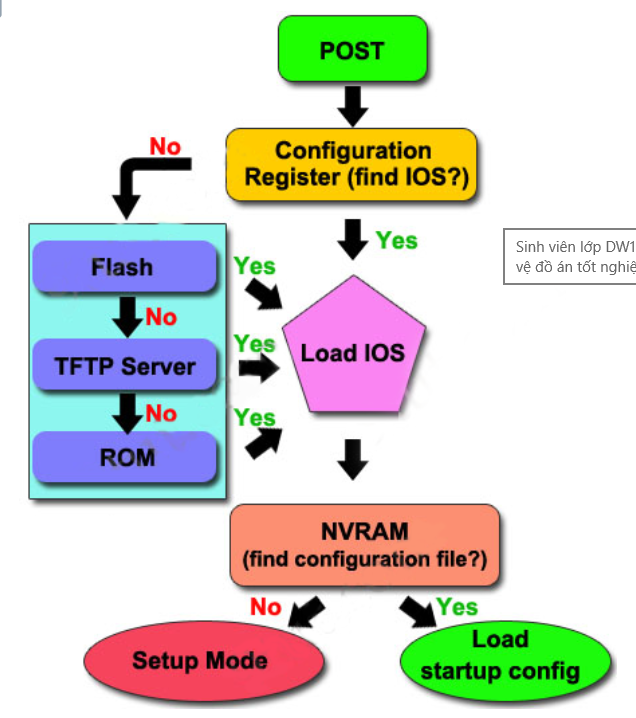 POST
Configuration
Register (find IOS?)
No
Yes
Flash
Yes
No
TFTP Server
Yes
Load IOS
No
ROM
Yes
NVRAM
(find configuration file?)
No
Yes
Setup Mode
Load
startup config
Sinh viên lớp DW1
vệ đồ án tốt nghiệ